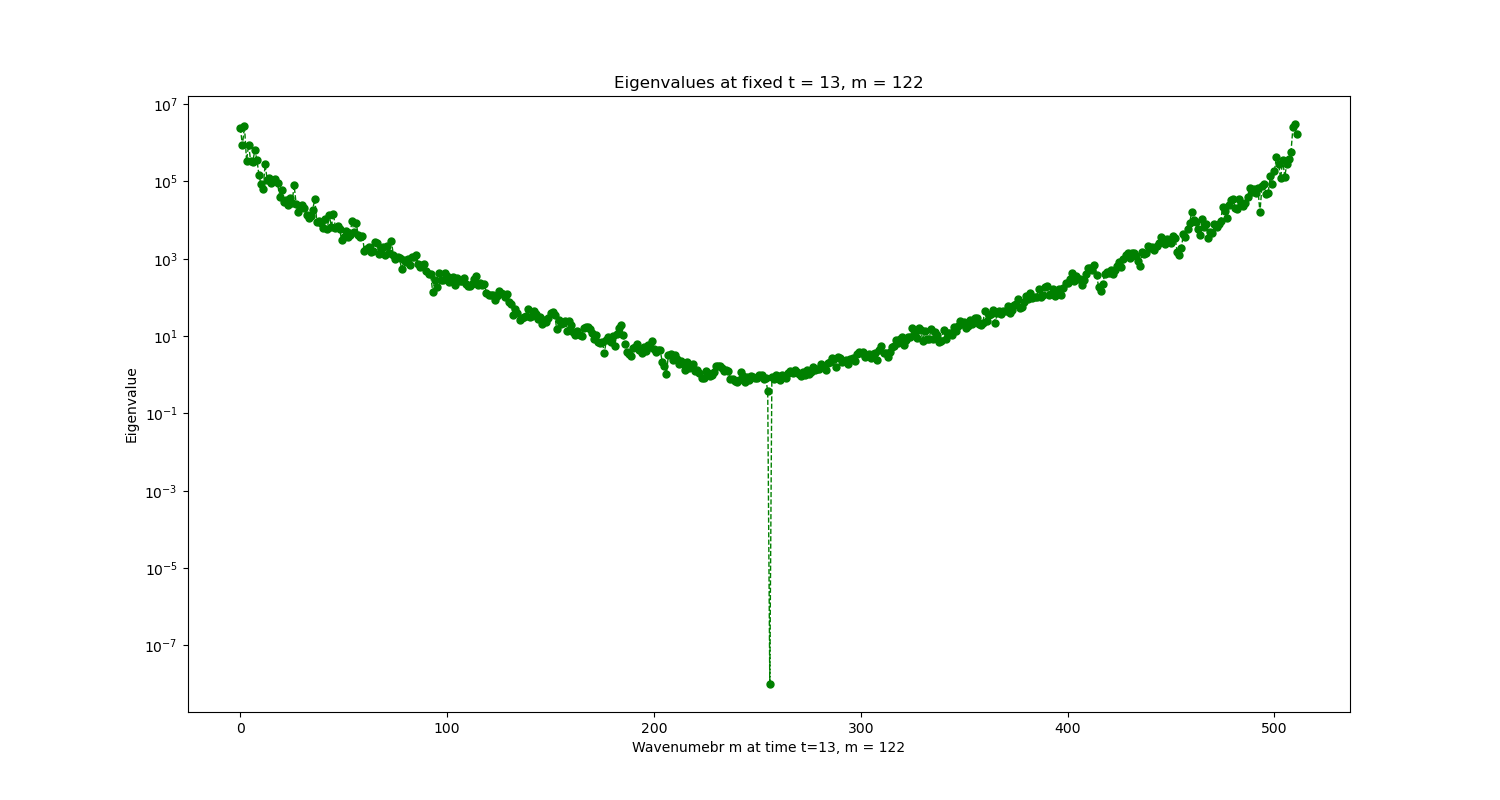 Eigenvalues at fixed t = 13, m = 122
10^7
10^5
10^3
10^1
10^-1
10^-3
10^-5
10^-7
Eigenvalue
0 100 200 300 400 500
Wavenumebr m at time t=13, m = 122